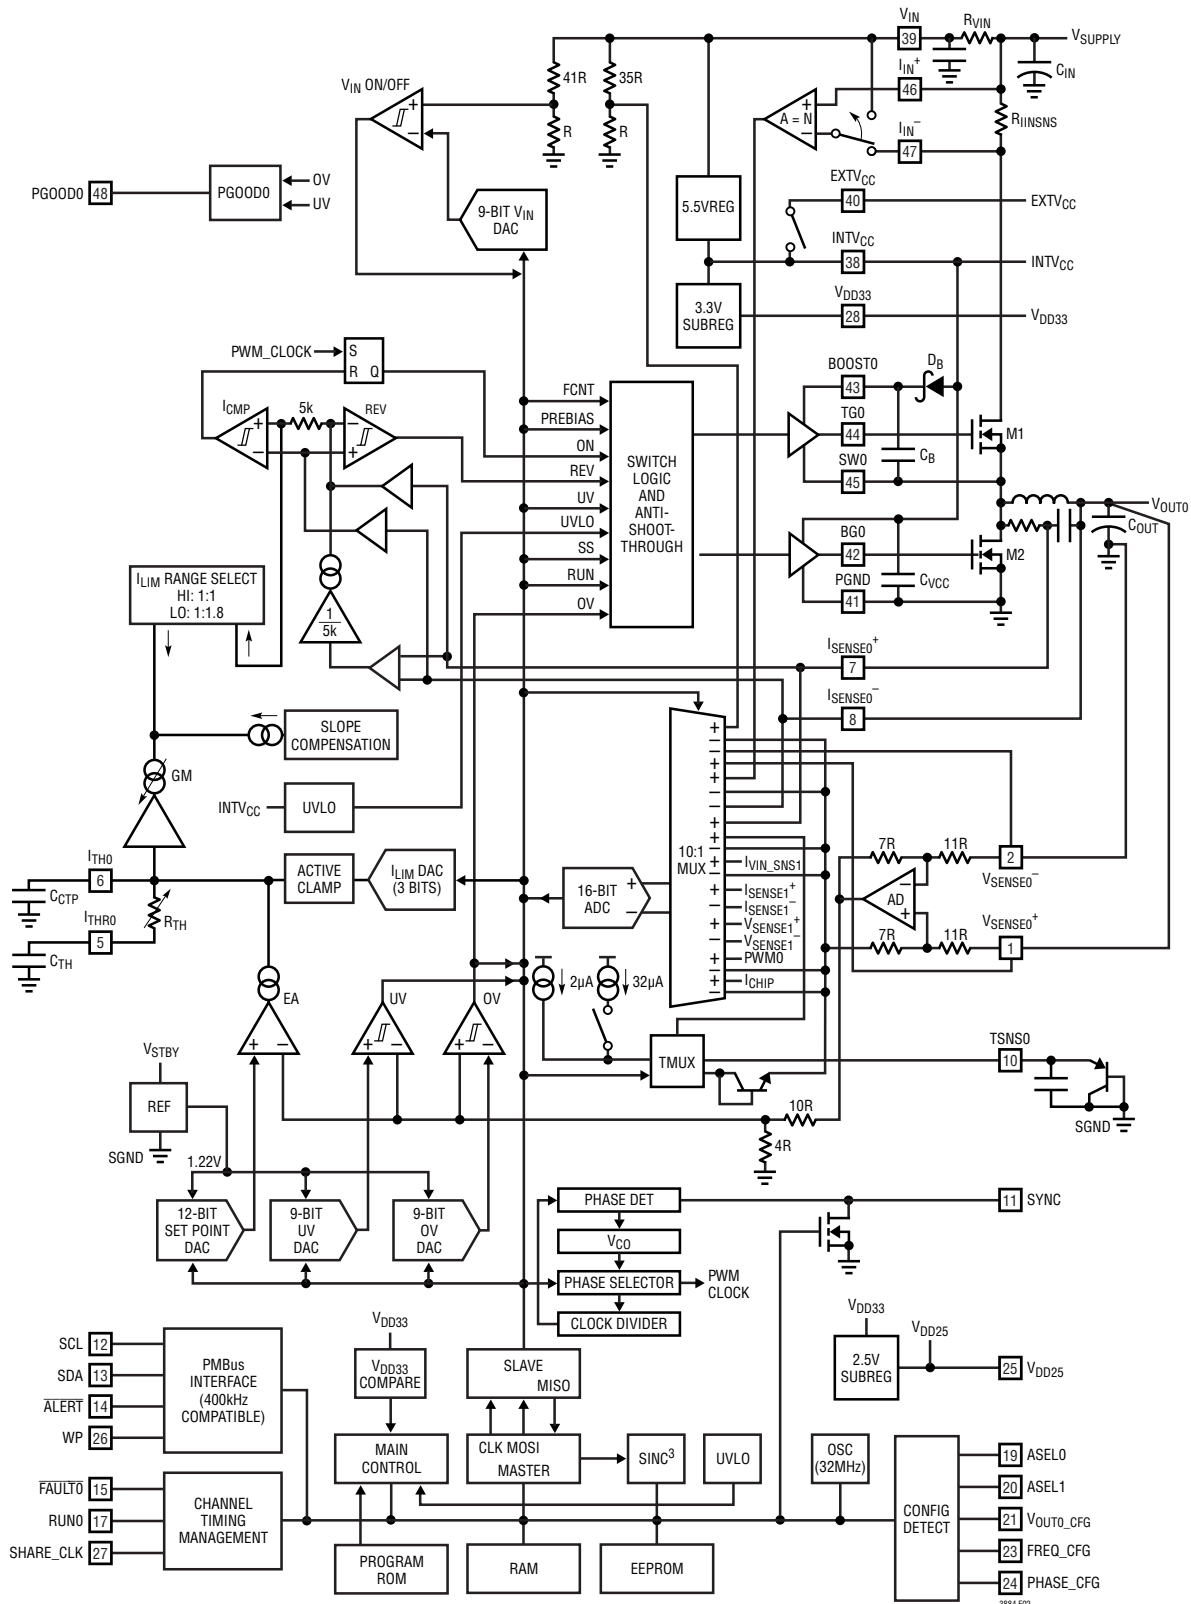 VIN
39
RVIN
VSUPPLY
CIN
IIN+
46
RIINSNS
IIN−
47
A = N
+
−
41R
35R
R
R
VIN ON/OFF
+
−
PGOOD0
48
PGOOD0
OV
UV
9-BIT VIN
DAC
5.5VREG
EXTVCC
40
EXTVCC
INTVCC
38
INTVCC
3.3V
SUBREG
VDD33
28
VDD33
PWM_CLOCK
S
R Q
ICMP
+
−
5k
REV
−
+
FCNT
PREBIAS
ON
REV
UV
UVLO
SS
RUN
OV
SWITCH
LOGIC
AND
ANTI-
SHOOT-
THROUGH
BOOST0
43
DB
TG0
44
M1
CB
SW0
45
VOUT0
COUT
BG0
42
M2
CVCC
PGND
41
ILIM RANGE SELECT
HI: 1:1
LO: 1:1.8
1
5k
ISENSE0+
7
ISENSE0−
8
SLOPE
COMPENSATION
GM
INTVCC
UVLO
ITH0
6
CCTP
ITHR0
5
CTH
RTH
ACTIVE
CLAMP
ILIM DAC
(3 BITS)
16-BIT
ADC
+
−
10:1
MUX
+
−
−
+
+
−
−
+
+
−
+
IVIN_SNS1
−
+
ISENSE1+
−
ISENSE1−
+
VSENSE1+
−
VSENSE1−
+
PWM0
−
+
ICHIP
−
7R
11R
2
VSENSE0−
AD
−
+
7R
11R
VSENSE0+
1
2µA
32µA
EA
+
−
UV
OV
+
−
TMUX
TSNS0
10
SGND
VSTBY
REF
SGND
1.22V
10R
4R
12-BIT
SET POINT
DAC
9-BIT
UV
DAC
9-BIT
OV
DAC
PHASE DET
VCO
PHASE SELECTOR
CLOCK DIVIDER
PWM
CLOCK
11
SYNC
VDD33
VDD25
2.5V
SUBREG
25
VDD25
SCL
12
SDA
13
ALERT
14
WP
26
PMBus
INTERFACE
(400kHz
COMPATIBLE)
VDD33
VDD33
COMPARE
SLAVE
MISO
CLK MOSI
MASTER
MAIN
CONTROL
SINC3
UVLO
OSC
(32MHz)
FAULT0
15
RUN0
17
SHARE_CLK
27
CHANNEL
TIMING
MANAGEMENT
PROGRAM
ROM
RAM
EEPROM
CONFIG
DETECT
19
ASEL0
20
ASEL1
21
VOUT0_CFG
23
FREQ_CFG
24
PHASE_CFG
3884 F02